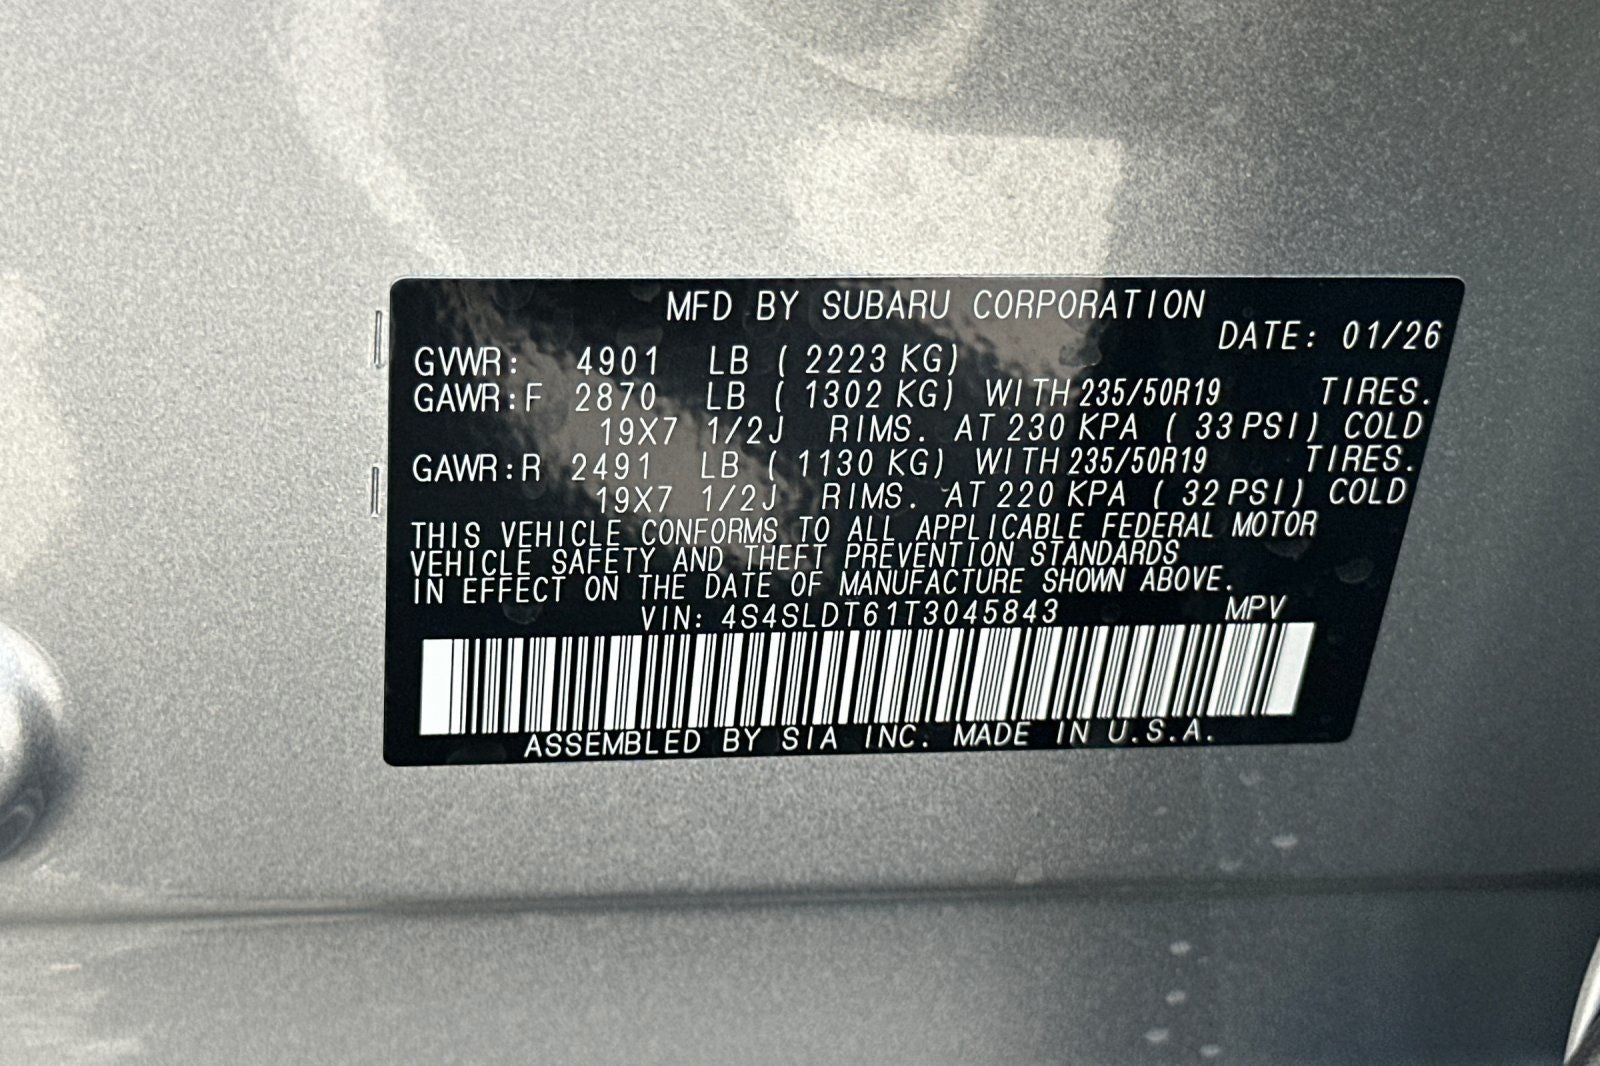 MFD BY SUBARU CORPORATION
DATE: 01/26
GVWR: 4901 LB ( 2223 KG)
GAWR:F 2870 LB ( 1302 KG) WITH 235/50R19 TIRES.
19X7 1/2J RIMS. AT 230 KPA ( 33 PSI) COLD
GAWR:R 2491 LB ( 1130 KG) WITH 235/50R19 TIRES.
19X7 1/2J RIMS. AT 220 KPA ( 32 PSI) COLD
THIS VEHICLE CONFORMS TO ALL APPLICABLE FEDERAL MOTOR
VEHICLE SAFETY AND THEFT PREVENTION STANDARDS
IN EFFECT ON THE DATE OF MANUFACTURE SHOWN ABOVE.
VIN: 4S4SLDT61T3045843 MPV
ASSEMBLED BY SIA INC. MADE IN U.S.A.